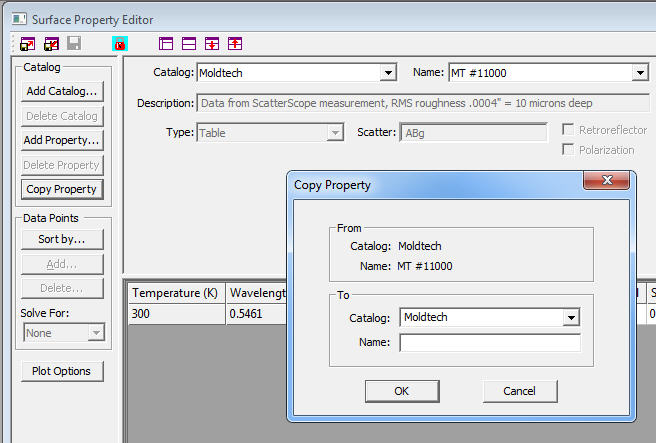 Surface Property Editor
Catalog
Add Catalog...
Delete Catalog
Add Property...
Delete Property
Copy Property
Data Points
Sort by...
Add...
Delete...
Solve For:
None
Plot Options
Catalog: Moldtech Name: MT #11000
Description: Data from ScatterScope measurement, RMS roughness .0004" = 10 microns deep
Type: Table Scatter: ABg Retroreflector
Polarization
Temperature (K) Wavelength
300 0.5461
Copy Property
From
Catalog: Moldtech
Name: MT #11000
To
Catalog: Moldtech
Name:
OK Cancel